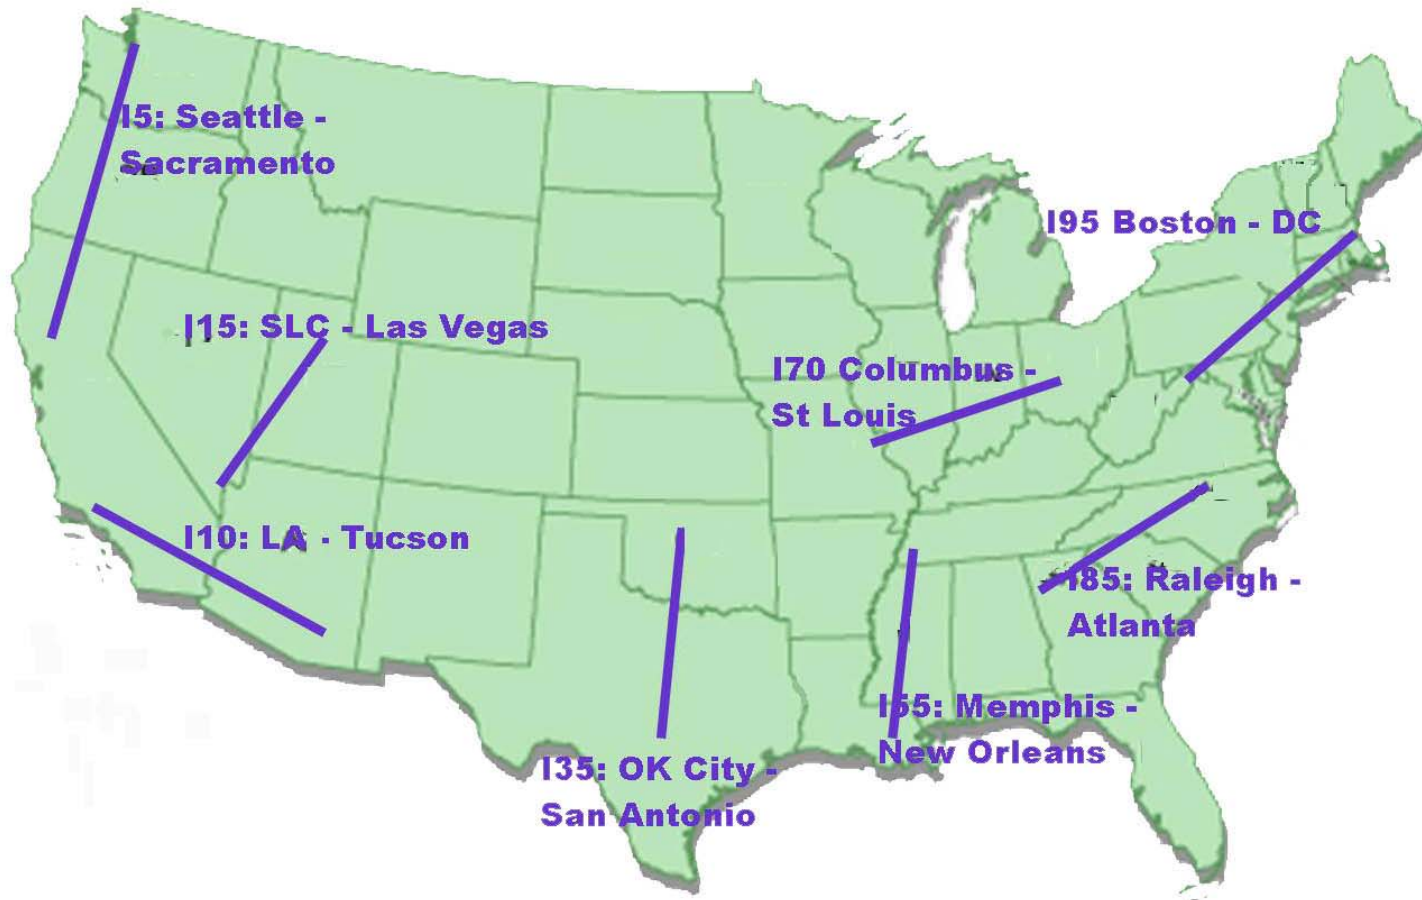 I5: Seattle -
Sacramento
I95 Boston - DC
I15: SLC - Las Vegas
I70 Columbus -
St Louis
I10: LA - Tucson
I85: Raleigh -
Atlanta
I55: Memphis -
New Orleans
I35: OK City -
San Antonio